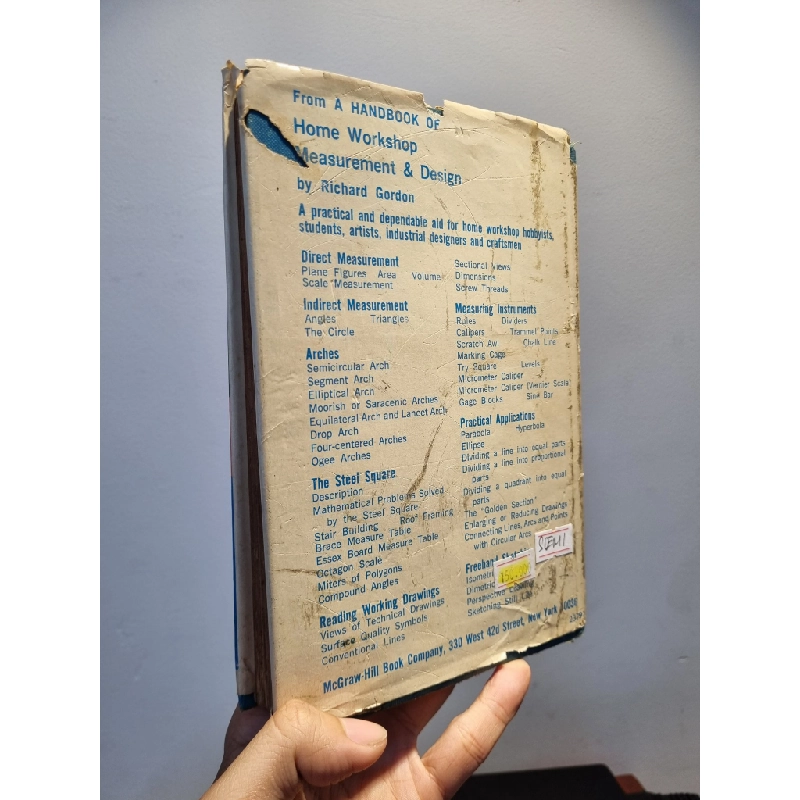 From A HANDBOOK OF
Home Workshop
Measurement & Design
by Richard Gordon
A practical and dependable aid for home workshop hobbyists,
students, artists, industrial designers and craftsmen
Direct Measurement
Plane Figures Area Volume
Scale Measurement
Indirect Measurement
Angles Triangles
The Circle
Arches
Semicircular Arch
Segment Arch
Elliptical Arch
Moorish or Saracenic Arches
Equilateral Arch and Lancet Arch
Drop Arch
Four-centered Arches
Ogee Arches
The Steel Square
Description
Mathematical Problems Solved
by the Steel Square
Stair Building Roof Framing
Brace Measure Table
Essex Board Measure Table
Octagon Scale
Miters of Polygons
Compound Angles
Reading Working Drawings
Views of Technical Drawings
Surface Quality Symbols
Conventional Lines
Sectional Views
Dimensions
Screw Threads
Measuring Instruments
Rules Dividers
Calipers Trammel Points
Scratch Awl Chalk Line
Marking Gage
Try Square Levels
Micrometer Caliper
Micrometer Caliper (Vernier Scale)
Gage Blocks Sine Bar
Practical Applications
Parabola Hyperbola
Ellipse
Dividing a line into equal parts
Dividing a line into proportional
parts
Dividing a quadrant into equal
parts
The "Golden Section"
Enlarging or Reducing Drawings
Connecting Lines, Arcs and Points
with Circular Arcs
Freehand
Dimetric
Perspective
Sketching Still
McGraw-Hill Book Company, 330 West 42d Street, New York 10036